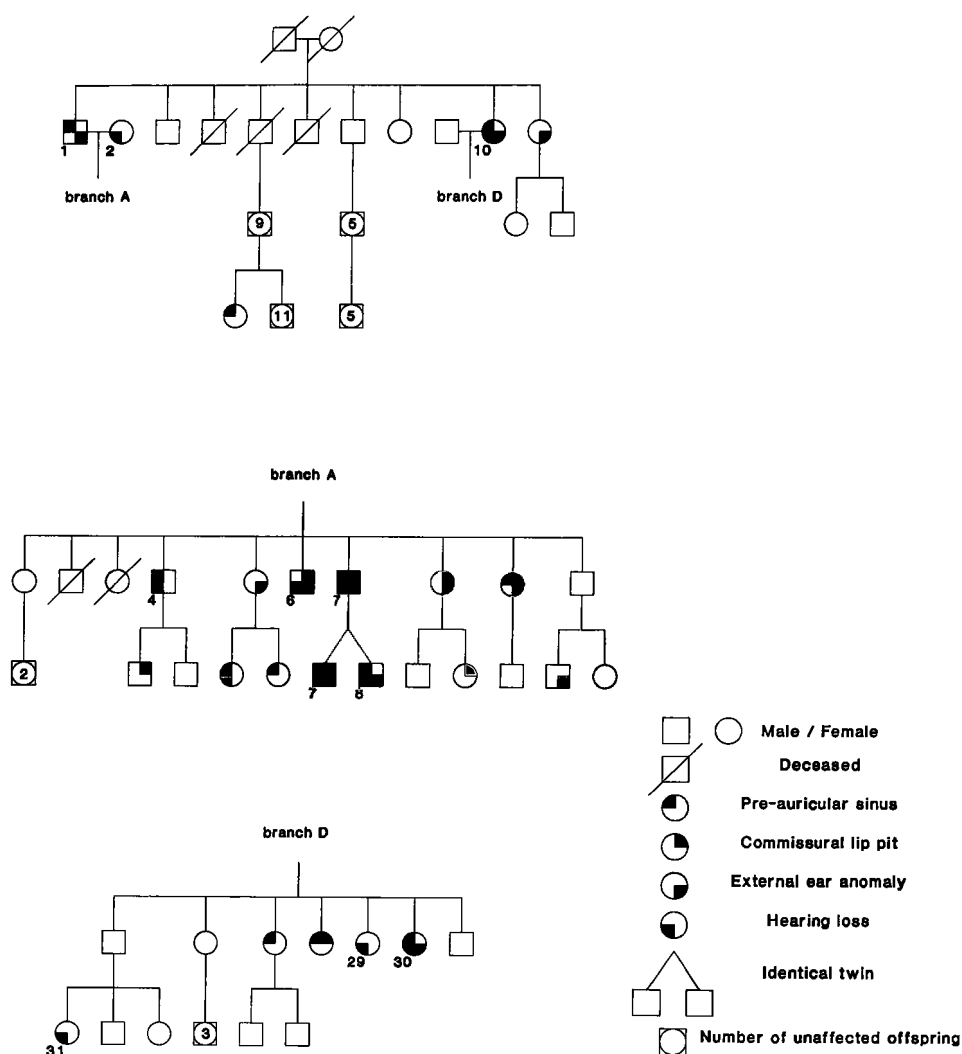 1 2 10
branch A branch D
9 5
11 5
branch A
4 6 7
2 7 8
Male / Female
Deceased
Pre-auricular sinus
branch D
Commissural lip pit
External ear anomaly
Hearing loss
29 30
Identical twin
3
31
Number of unaffected offspring